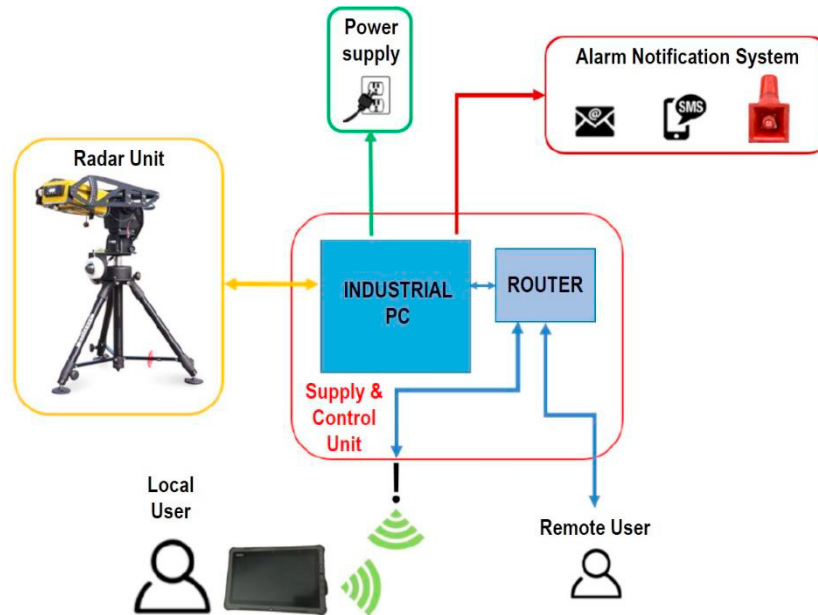 Power
supply
Alarm Notification System
@
SMS
Radar Unit
INDUSTRIAL
PC
ROUTER
Supply &
Control
Unit
Local
User
Remote User